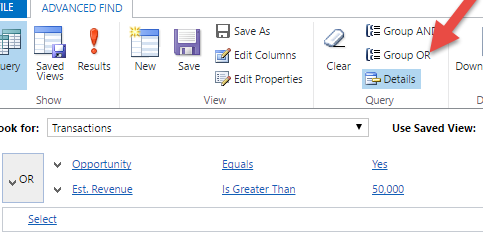 FILE
ADVANCED FIND
Query
Saved Views
Results
New
Save
Save As
Edit Columns
Edit Properties
Clear
Group AND
Group OR
Details
Down
Show
View
Query
D
ook for:
Transactions
Use Saved View:
OR
Opportunity
Equals
Yes
Est. Revenue
Is Greater Than
50,000
Select